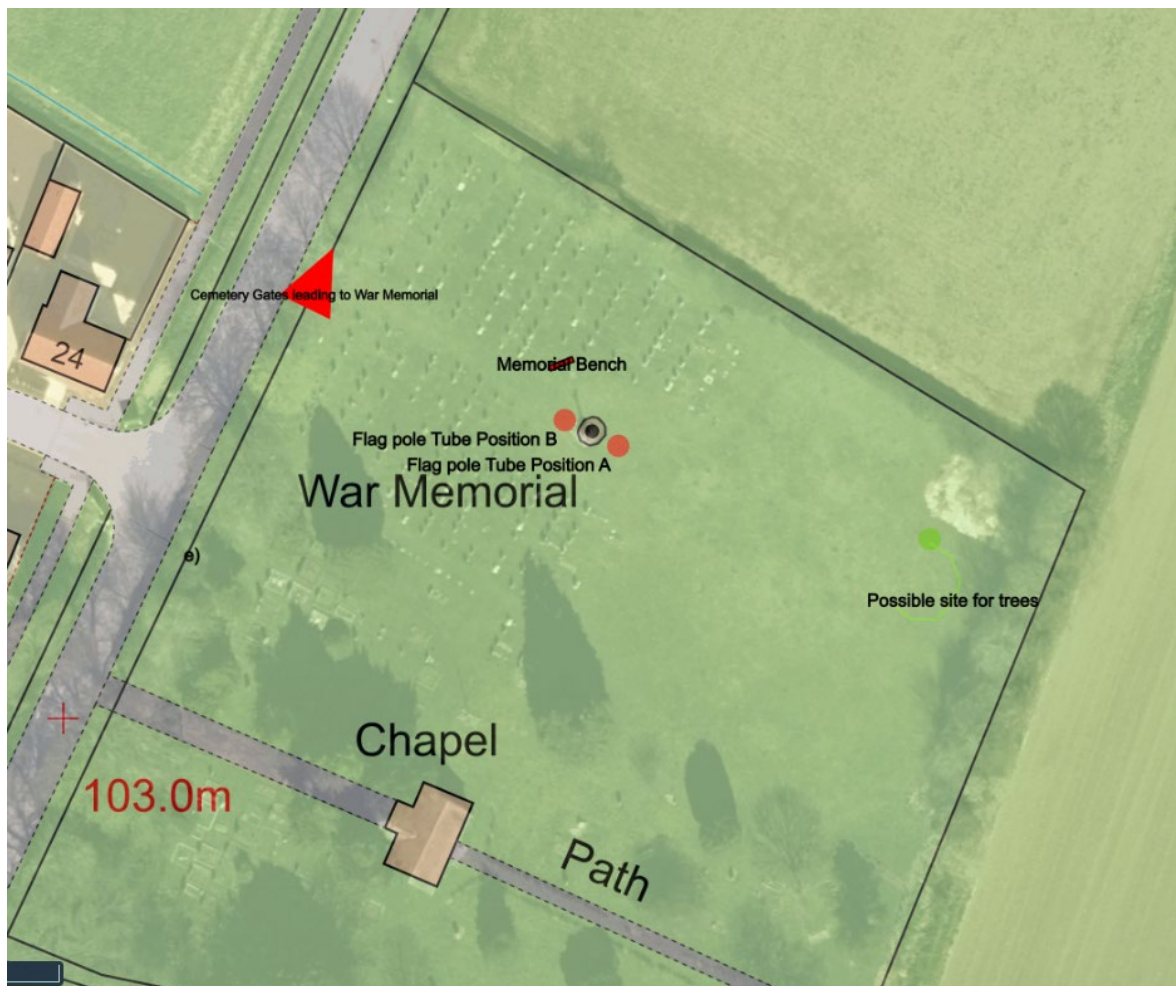 Cemetery Gates leading to War Memorial
24
Memorial Bench
Flag pole Tube Position B
Flag pole Tube Position A
War Memorial
e)
Possible site for trees
Chapel
103.0m
Path